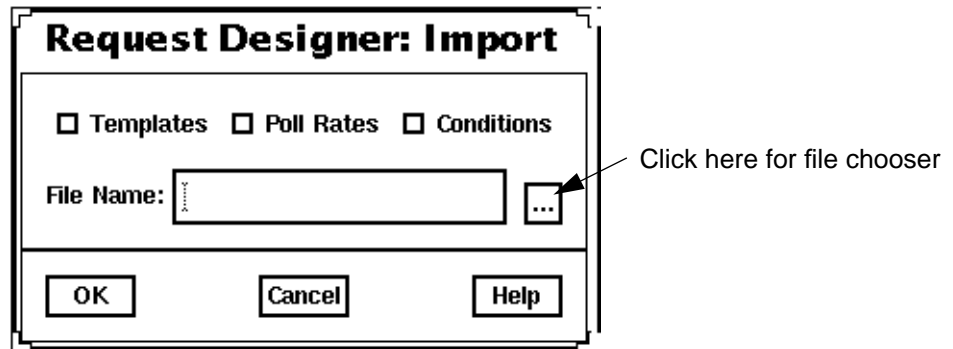 Request Designer: Import
Templates Poll Rates Conditions
Click here for file chooser
File Name: ...
OK Cancel Help